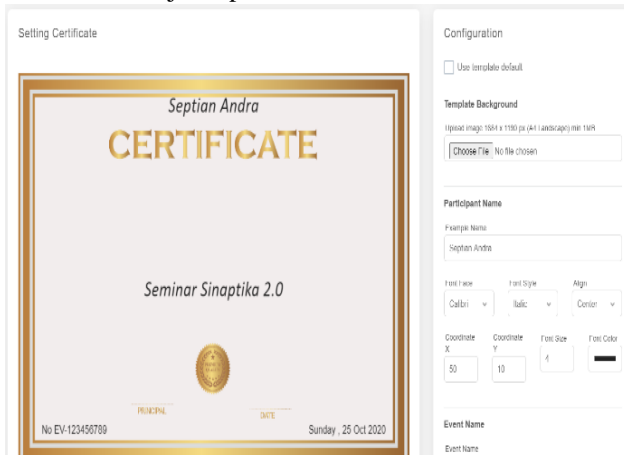 Setting Certificate
Septian Andra
CERTIFICATE
Seminar Sinaptika 2.0
PRINCIPAL
DATE
No EV-123456789
Sunday , 25 Oct 2020
Configuration
Use template default
Template Background
Upload image 1684 x 1190 px (A4 Landscape) min 1MB
Choose File No file chosen
Participant Name
Example Name
Septian Andra
Font Face Font Style Align
Calibri Italic Center
Coordinate X Coordinate Y Font Size Font Color
50 10 4
Event Name
Event Name